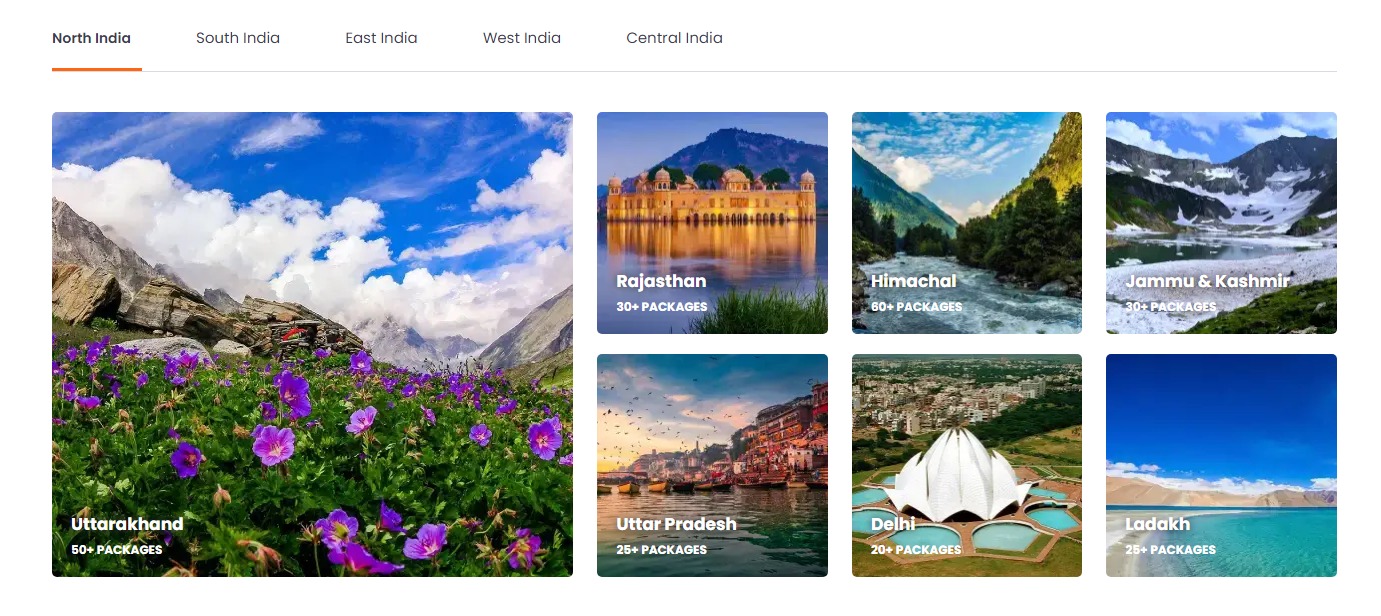 North India
South India
East India
West India
Central India
Uttarakhand
50+ PACKAGES
Rajasthan
30+ PACKAGES
Himachal
60+ PACKAGES
Jammu & Kashmir
30+ PACKAGES
Uttar Pradesh
25+ PACKAGES
Delhi
20+ PACKAGES
Ladakh
25+ PACKAGES